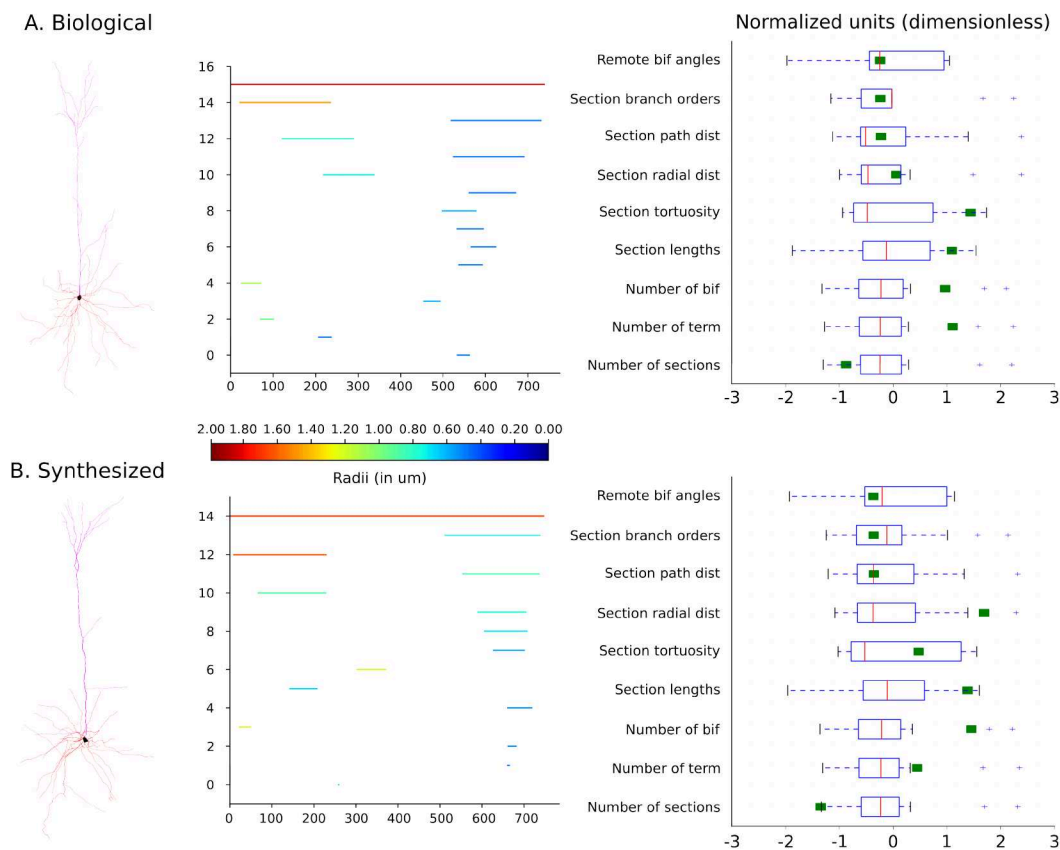 A. Biological
Normalized units (dimensionless)
16
14
12
10
8
6
4
2
0
0 100 200 300 400 500 600 700
Remote bif angles
Section branch orders
Section path dist
Section radial dist
Section tortuosity
Section lengths
Number of bif
Number of term
Number of sections
-3 -2 -1 0 1 2 3
2.00 1.80 1.60 1.40 1.20 1.00 0.80 0.60 0.40 0.20 0.00
Radii (in um)
B. Synthesized
14
12
10
8
6
4
2
0
0 100 200 300 400 500 600 700
Remote bif angles
Section branch orders
Section path dist
Section radial dist
Section tortuosity
Section lengths
Number of bif
Number of term
Number of sections
-3 -2 -1 0 1 2 3